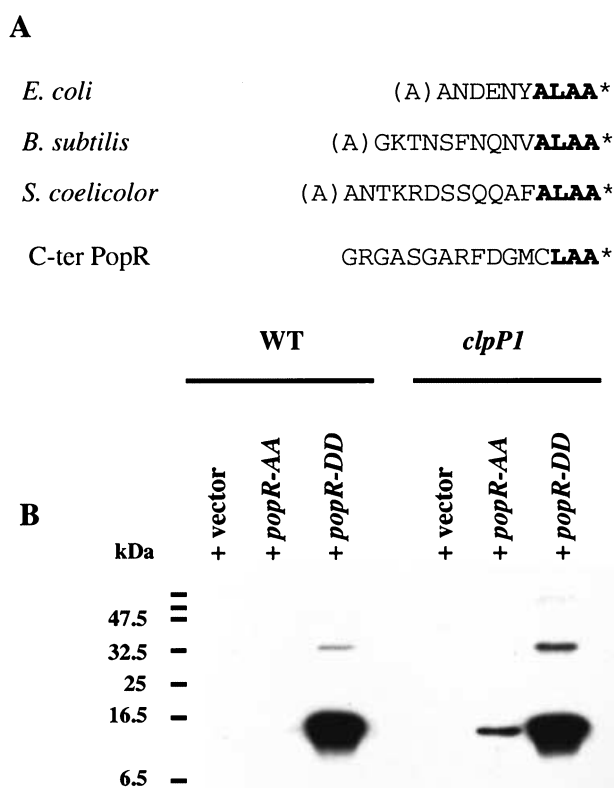 A
E. coli (A)ANDENYALAA*
B. subtilis (A)GKTNSFNQNVALAA*
S. coelicolor (A)ANTKRDSSQQAFALAA*
C-ter PopR GRGASGARFDGMCLAA*
WT clpP1
+ vector + popR-AA + popR-DD + vector + popR-AA + popR-DD
B
kDa
47.5
32.5
25
16.5
6.5